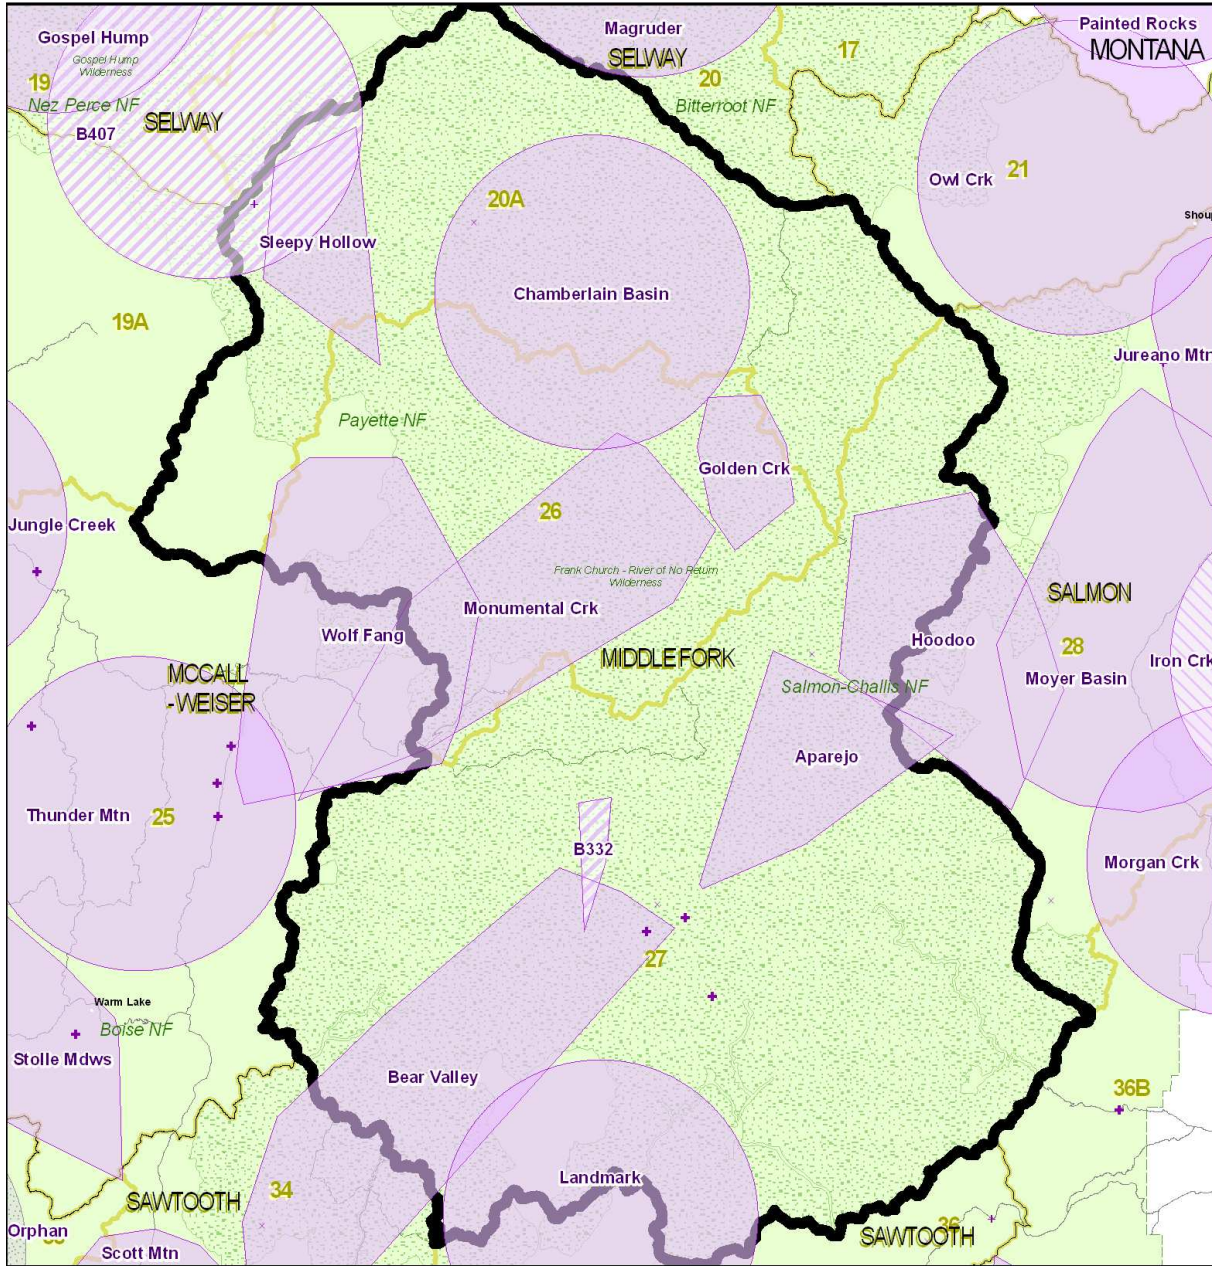 Gospel Hump
Gospel Hump
Wilderness
19
Nez Perce NF
B407
SELWAY
Magruder
SELWAY
20
Bitterroot NF
17
Painted Rocks
MONTANA
Owl Crk
21
20A
Sleepy Hollow
Chamberlain Basin
19A
Jureano Mtn
Payette NF
Golden Crk
Jungle Creek
26
Frank Church - River of No Return
Wilderness
Monumental Crk
Wolf Fang
MIDDLE FORK
Hoodoo
SALMON
28
Iron Crk
Moyer Basin
Salmon-Challis NF
MCCALL
-WEISER
Aparejo
Thunder Mtn
25
B332
Morgan Crk
27
Warm Lake
Boise NF
Stolle Mdws
Bear Valley
36B
Landmark
34
SAWTOOTH
36
SAWTOOTH
Orphan
Scott Mtn